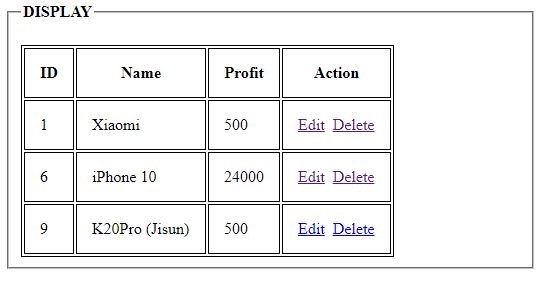 DISPLAY
ID Name Profit Action
1 Xiaomi 500 Edit Delete
6 iPhone 10 24000 Edit Delete
9 K20Pro (Jisun) 500 Edit Delete